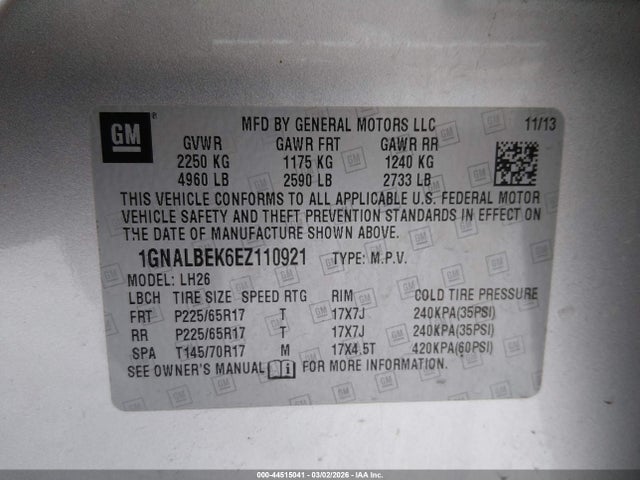 GM ®
MFD BY GENERAL MOTORS LLC 11/13
GVWR GAWR FRT GAWR RR
2250 KG 1175 KG 1240 KG
4960 LB 2590 LB 2733 LB
THIS VEHICLE CONFORMS TO ALL APPLICABLE U.S. FEDERAL MOTOR
VEHICLE SAFETY AND THEFT PREVENTION STANDARDS IN EFFECT ON
THE DATE OF MANUFACTURE SHOWN ABOVE.
1GNALBEK6EZ110921 TYPE: M.P.V.
MODEL: LH26
LBCH TIRE SIZE SPEED RTG RIM COLD TIRE PRESSURE
FRT P225/65R17 T 17X7J 240KPA(35PSI)
RR P225/65R17 T 17X7J 240KPA(35PSI)
SPA T145/70R17 M 17X4.5T 420KPA(60PSI)
SEE OWNER'S MANUAL FOR MORE INFORMATION.
000-44515041 | 03/02/2026 - IAA Inc.